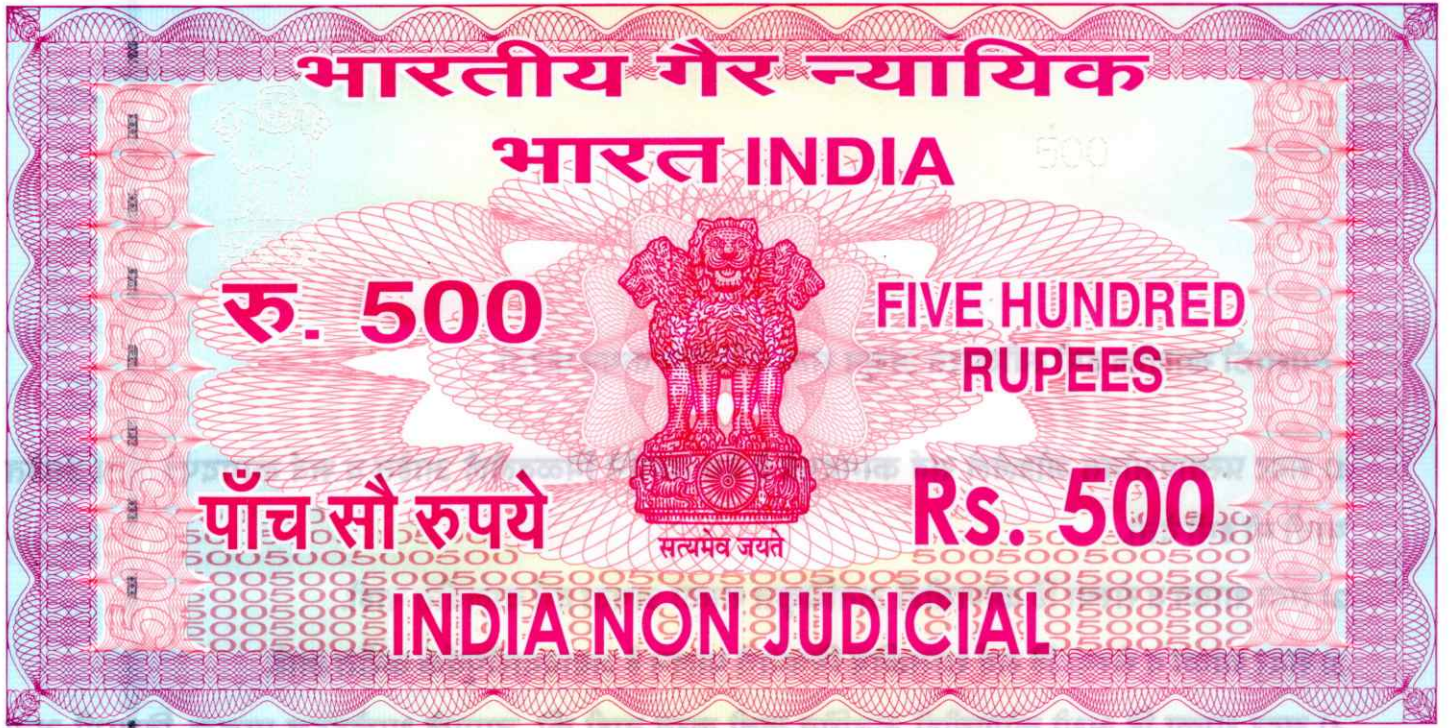 भारतीय गैर न्यायिक
भारत INDIA
रु. 500
FIVE HUNDRED
RUPEES
पाँच सौ रुपये
Rs. 500
सत्यमेव जयते
INDIA NON JUDICIAL